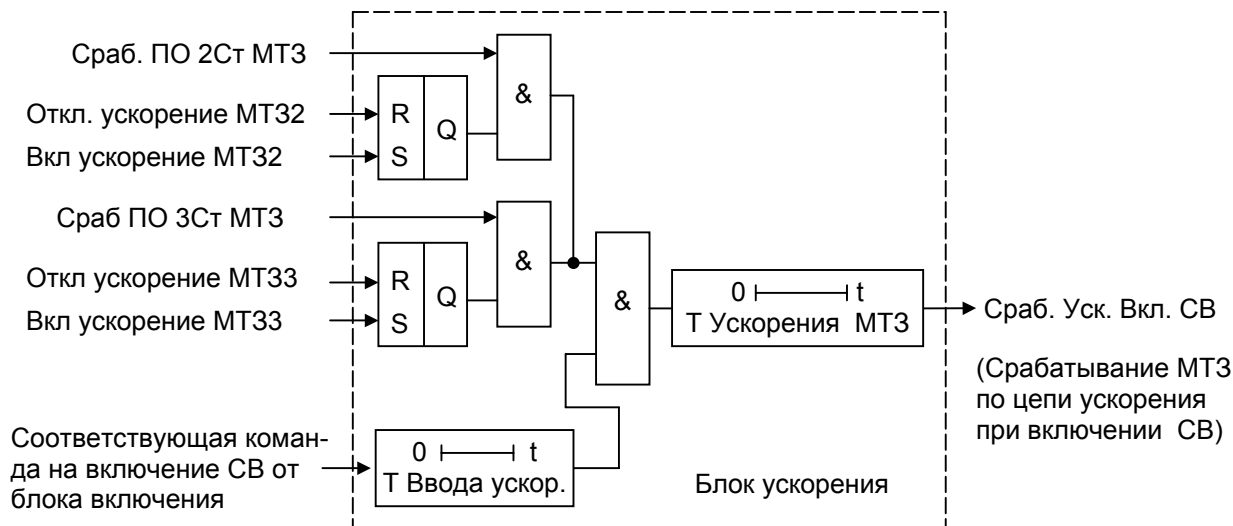 Сраб. ПО 2Ст МТЗ
&
Откл. ускорение МТЗ2
R
Q
Вкл ускорение МТЗ2
S
Сраб ПО 3Ст МТЗ
&
Откл ускорение МТЗ3
R
Q
Вкл ускорение МТЗ3
S
&
0 t
Т Ускорения МТЗ
Сраб. Уск. Вкл. СВ
(Срабатывание МТЗ
по цепи ускорения
при включении СВ)
Соответствующая коман-
да на включение СВ от
блока включения
0 t
Т Ввода ускор.
Блок ускорения